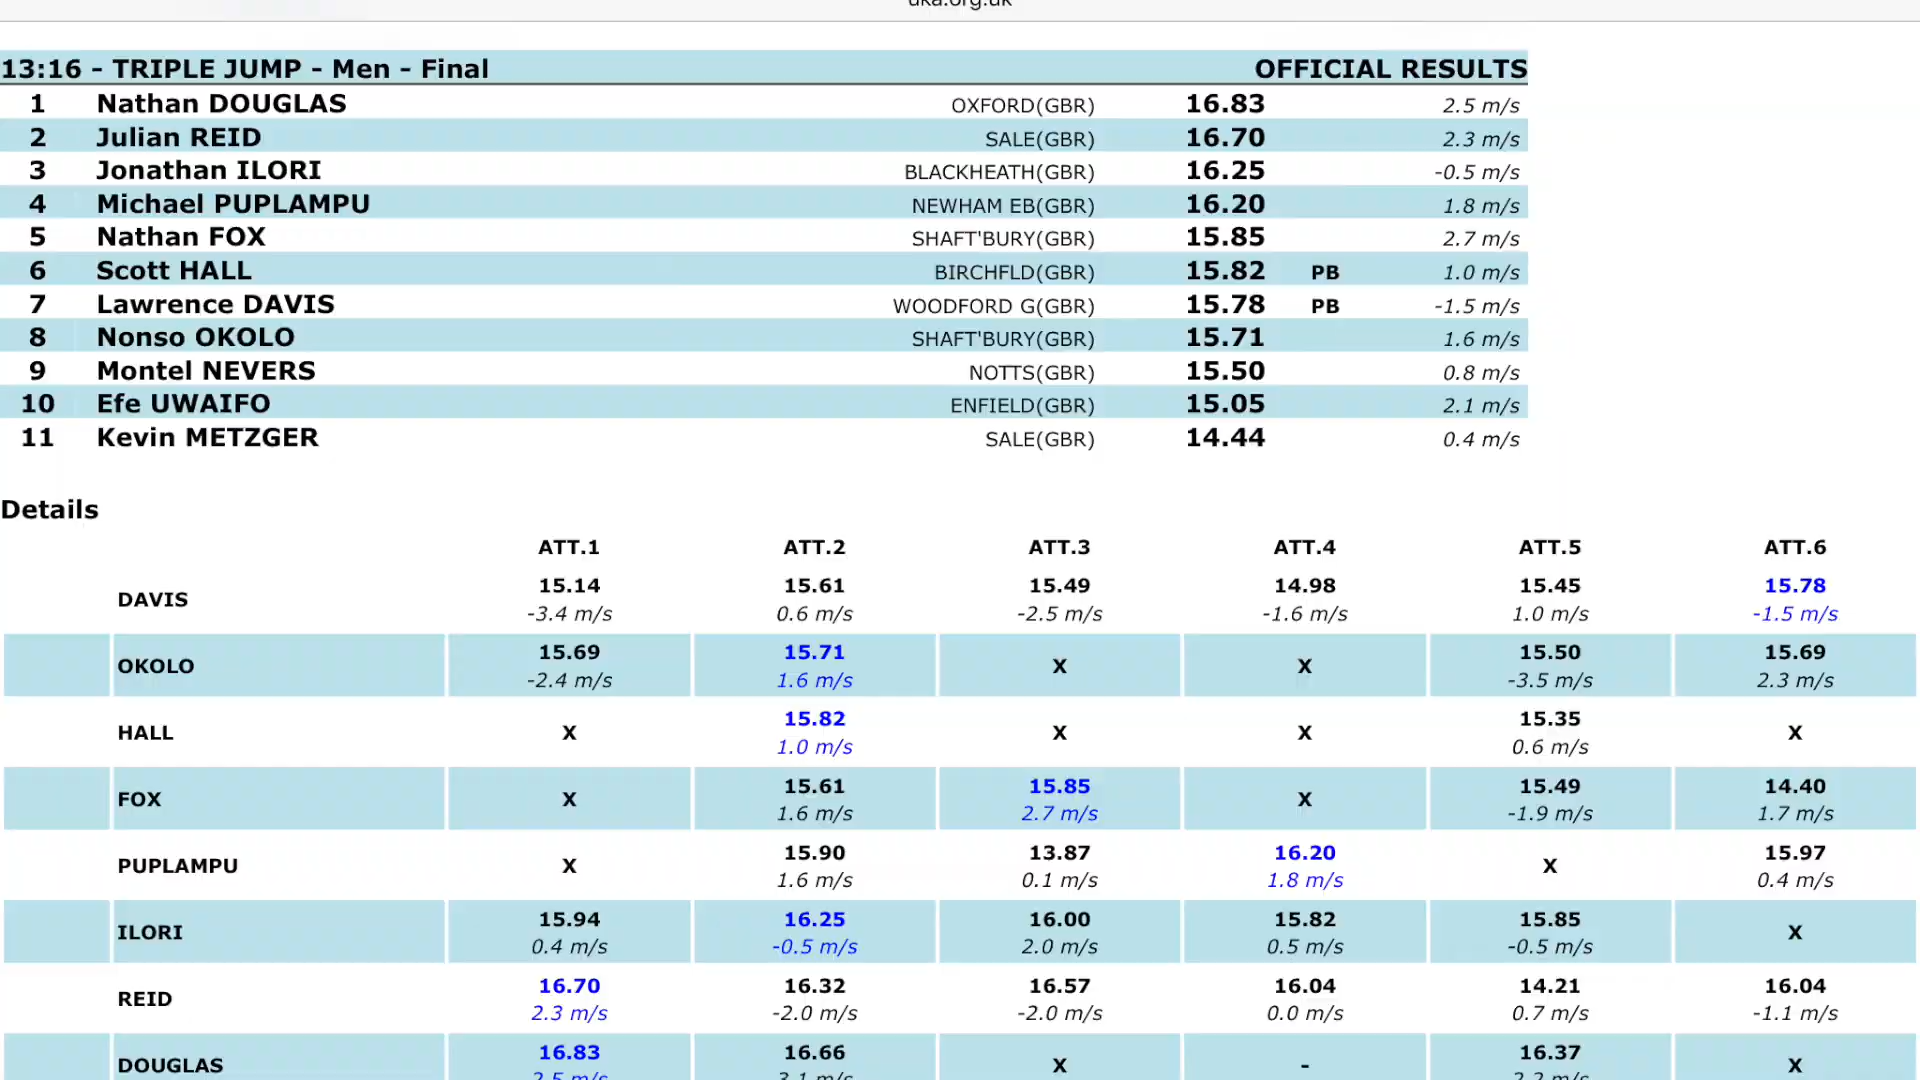 uka.org.uk
13:16 - TRIPLE JUMP - Men - Final OFFICIAL RESULTS
1 Nathan DOUGLAS OXFORD(GBR) 16.83 2.5 m/s
2 Julian REID SALE(GBR) 16.70 2.3 m/s
3 Jonathan ILORI BLACKHEATH(GBR) 16.25 -0.5 m/s
4 Michael PUPLAMPU NEWHAM EB(GBR) 16.20 1.8 m/s
5 Nathan FOX SHAFT'BURY(GBR) 15.85 2.7 m/s
6 Scott HALL BIRCHFLD(GBR) 15.82 PB 1.0 m/s
7 Lawrence DAVIS WOODFORD G(GBR) 15.78 PB -1.5 m/s
8 Nonso OKOLO SHAFT'BURY(GBR) 15.71 1.6 m/s
9 Montel NEVERS NOTTS(GBR) 15.50 0.8 m/s
10 Efe UWAIFO ENFIELD(GBR) 15.05 2.1 m/s
11 Kevin METZGER SALE(GBR) 14.44 0.4 m/s
Details
ATT.1 ATT.2 ATT.3 ATT.4 ATT.5 ATT.6
DAVIS 15.14 15.61 15.49 14.98 15.45 15.78
-3.4 m/s 0.6 m/s -2.5 m/s -1.6 m/s 1.0 m/s -1.5 m/s
OKOLO 15.69 15.71 X X 15.50 15.69
-2.4 m/s 1.6 m/s -3.5 m/s 2.3 m/s
HALL X 15.82 X X 15.35 X
1.0 m/s 0.6 m/s
FOX X 15.61 15.85 X 15.49 14.40
1.6 m/s 2.7 m/s -1.9 m/s 1.7 m/s
PUPLAMPU X 15.90 13.87 16.20 X 15.97
1.6 m/s 0.1 m/s 1.8 m/s 0.4 m/s
ILORI 15.94 16.25 16.00 15.82 15.85 X
0.4 m/s -0.5 m/s 2.0 m/s 0.5 m/s -0.5 m/s
REID 16.70 16.32 16.57 16.04 14.21 16.04
2.3 m/s -2.0 m/s -2.0 m/s 0.0 m/s 0.7 m/s -1.1 m/s
DOUGLAS 16.83 16.66 X - 16.37 X
2.5 m/s 3.1 m/s 2.2 m/s